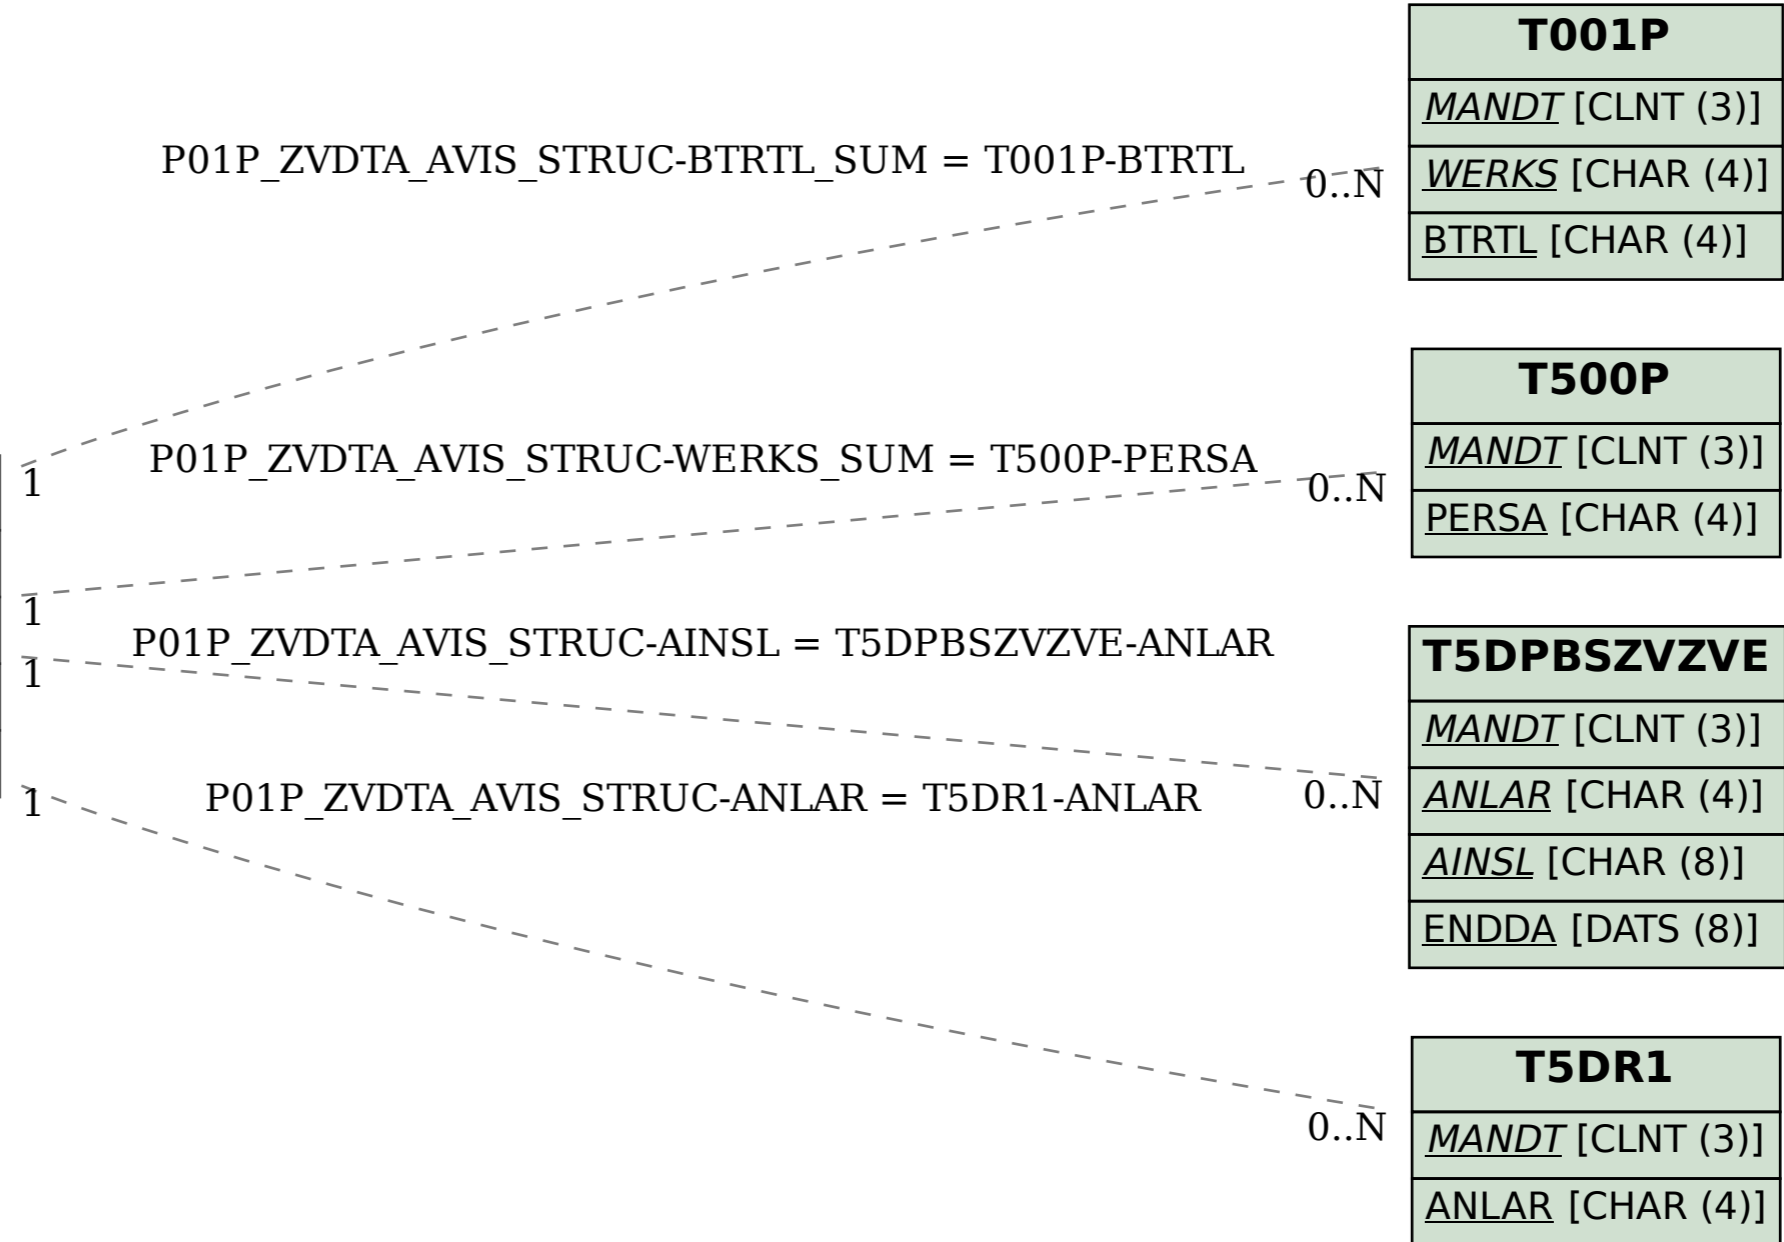 T001P
MANDT [CLNT (3)]
WERKS [CHAR (4)]
BTRTL [CHAR (4)]
P01P_ZVDTA_AVIS_STRUC-BTRTL_SUM = T001P-BTRTL
0..N
1
T500P
MANDT [CLNT (3)]
PERSA [CHAR (4)]
P01P_ZVDTA_AVIS_STRUC-WERKS_SUM = T500P-PERSA
0..N
1
T5DPBSZVZVE
MANDT [CLNT (3)]
ANLAR [CHAR (4)]
AINSL [CHAR (8)]
ENDDA [DATS (8)]
P01P_ZVDTA_AVIS_STRUC-AINSL = T5DPBSZVZVE-ANLAR
0..N
1
T5DR1
MANDT [CLNT (3)]
ANLAR [CHAR (4)]
P01P_ZVDTA_AVIS_STRUC-ANLAR = T5DR1-ANLAR
0..N
1